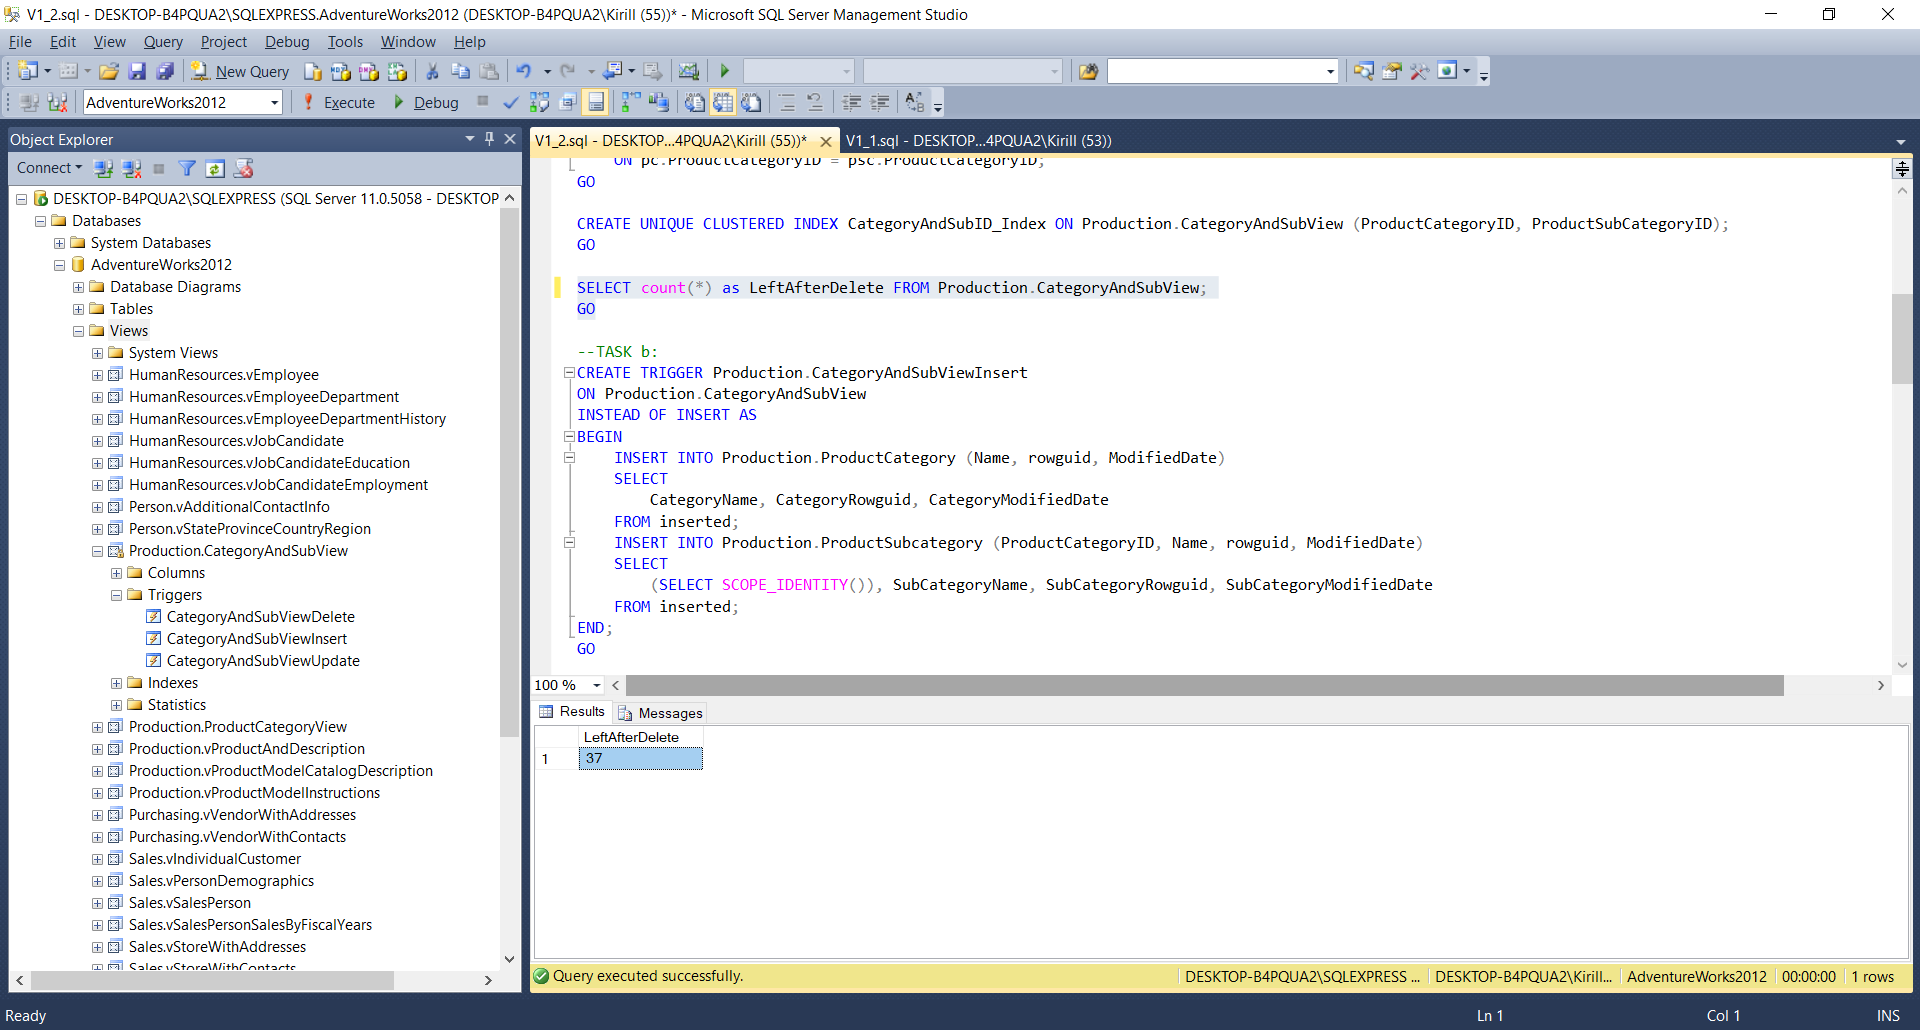 V1_2.sql - DESKTOP-B4PQUA2\SQLEXPRESS.AdventureWorks2012 (DESKTOP-B4PQUA2\Kirill (55))* - Microsoft SQL Server Management Studio
File Edit View Query Project Debug Tools Window Help
New Query
AdventureWorks2012 Execute Debug
Object Explorer
Connect
DESKTOP-B4PQUA2\SQLEXPRESS (SQL Server 11.0.5058 - DESKTOP
Databases
System Databases
AdventureWorks2012
Database Diagrams
Tables
Views
System Views
HumanResources.vEmployee
HumanResources.vEmployeeDepartment
HumanResources.vEmployeeDepartmentHistory
HumanResources.vJobCandidate
HumanResources.vJobCandidateEducation
HumanResources.vJobCandidateEmployment
Person.vAdditionalContactInfo
Person.vStateProvinceCountryRegion
Production.CategoryAndSubView
Columns
Triggers
CategoryAndSubViewDelete
CategoryAndSubViewInsert
CategoryAndSubViewUpdate
Indexes
Statistics
Production.ProductCategoryView
Production.vProductAndDescription
Production.vProductModelCatalogDescription
Production.vProductModelInstructions
Purchasing.vVendorWithAddresses
Purchasing.vVendorWithContacts
Sales.vIndividualCustomer
Sales.vPersonDemographics
Sales.vSalesPerson
Sales.vSalesPersonSalesByFiscalYears
Sales.vStoreWithAddresses
Sales.vStoreWithContacts
V1_2.sql - DESKTOP...4PQUA2\Kirill (55))* V1_1.sql - DESKTOP...4PQUA2\Kirill (53))
ON pc.ProductCategoryID = psc.ProductCategoryID;
GO
CREATE UNIQUE CLUSTERED INDEX CategoryAndSubID_Index ON Production.CategoryAndSubView (ProductCategoryID, ProductSubCategoryID);
GO
SELECT count(*) as LeftAfterDelete FROM Production.CategoryAndSubView;
GO
--TASK b:
CREATE TRIGGER Production.CategoryAndSubViewInsert
ON Production.CategoryAndSubView
INSTEAD OF INSERT AS
BEGIN
INSERT INTO Production.ProductCategory (Name, rowguid, ModifiedDate)
SELECT
CategoryName, CategoryRowguid, CategoryModifiedDate
FROM inserted;
INSERT INTO Production.ProductSubcategory (ProductCategoryID, Name, rowguid, ModifiedDate)
SELECT
(SELECT SCOPE_IDENTITY()), SubCategoryName, SubCategoryRowguid, SubCategoryModifiedDate
FROM inserted;
END;
GO
100 %
Results Messages
LeftAfterDelete
1 37
Query executed successfully. DESKTOP-B4PQUA2\SQLEXPRESS ... DESKTOP-B4PQUA2\Kirill... AdventureWorks2012 00:00:00 1 rows
Ready Ln 1 Col 1 INS